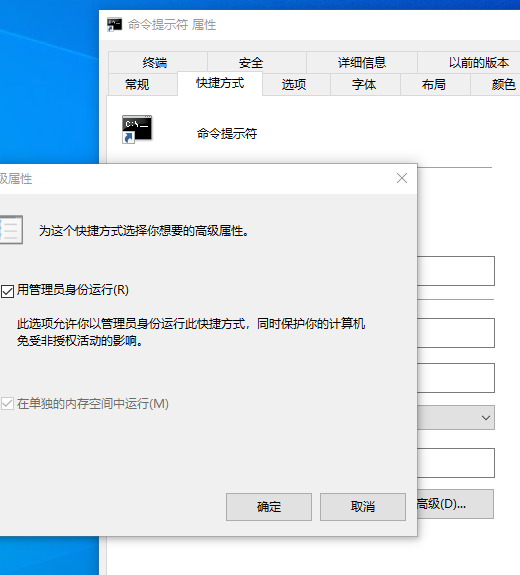 命令提示符 属性
终端 安全 详细信息 以前的版本
常规 快捷方式 选项 字体 布局 颜色
C:\_
命令提示符
级属性
为这个快捷方式选择你想要的高级属性。
用管理员身份运行(R)
此选项允许你以管理员身份运行此快捷方式，同时保护你的计算机
免受非授权活动的影响。
在单独的内存空间中运行(M)
确定 取消
高级(D)...